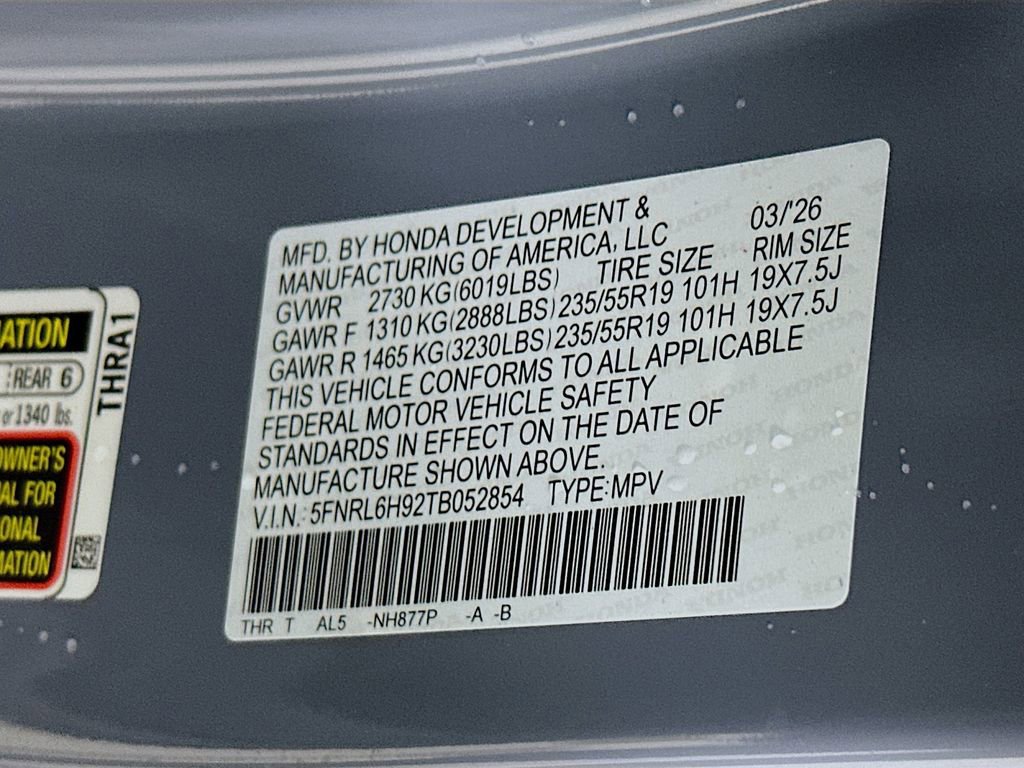 MFD. BY HONDA DEVELOPMENT &
MANUFACTURING OF AMERICA, LLC 03/'26
GVWR 2730 KG(6019LBS) TIRE SIZE RIM SIZE
GAWR F 1310 KG(2888LBS) 235/55R19 101H 19X7.5J
GAWR R 1465 KG(3230LBS) 235/55R19 101H 19X7.5J
THIS VEHICLE CONFORMS TO ALL APPLICABLE
FEDERAL MOTOR VEHICLE SAFETY
STANDARDS IN EFFECT ON THE DATE OF
MANUFACTURE SHOWN ABOVE.
V.I.N.: 5FNRL6H92TB052854 TYPE:MPV
THR T AL5 -NH877P -A -B
MATION
REAR 6
or 1340 lbs.
OWNER'S
AL FOR
ONAL
MATION
THRA1